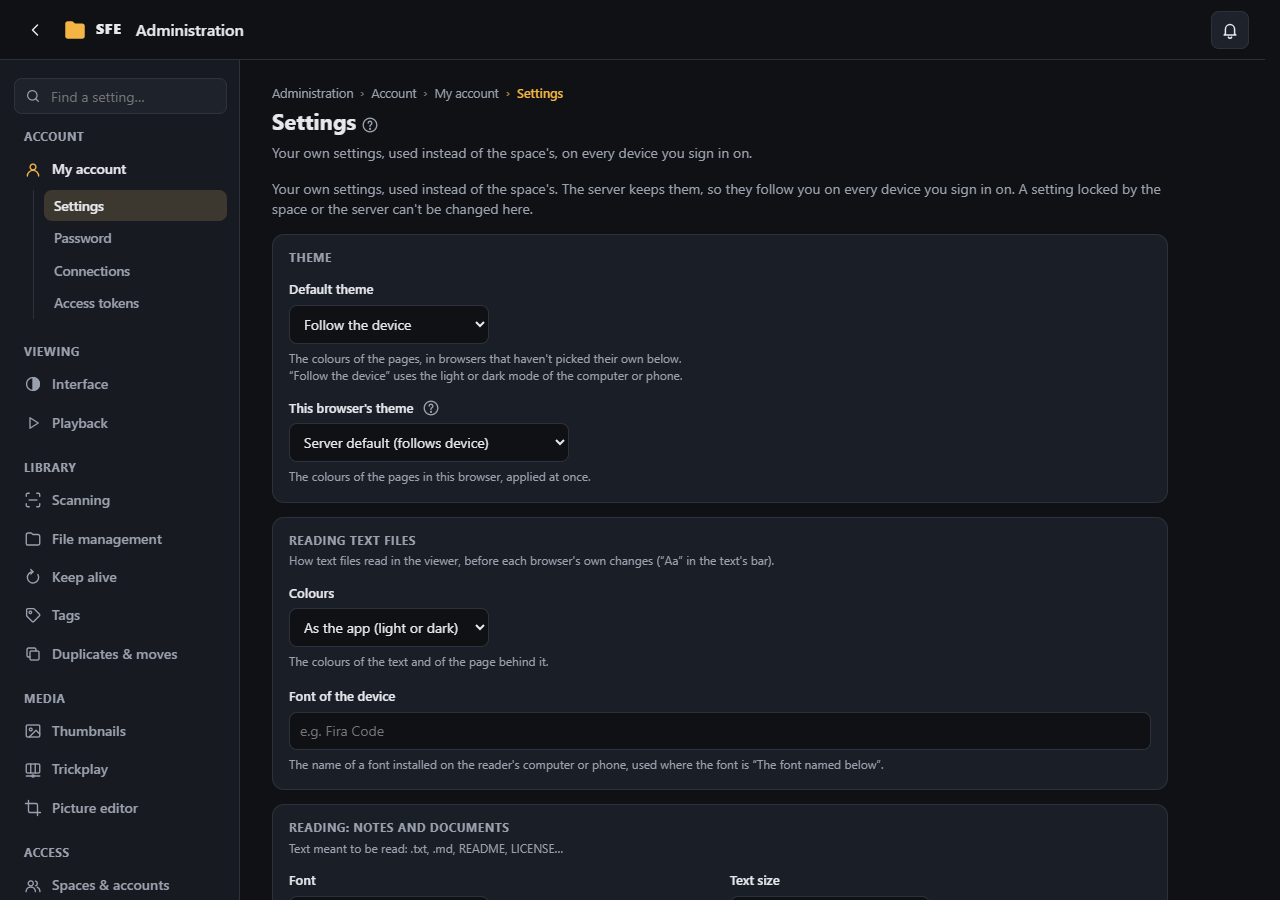 SFE Administration
Find a setting...
ACCOUNT
My account
Settings
Password
Connections
Access tokens
VIEWING
Interface
Playback
LIBRARY
Scanning
File management
Keep alive
Tags
Duplicates & moves
MEDIA
Thumbnails
Trickplay
Picture editor
ACCESS
Spaces & accounts
Administration › Account › My account › Settings
Settings ?
Your own settings, used instead of the space's, on every device you sign in on.
Your own settings, used instead of the space's. The server keeps them, so they follow you on every device you sign in on. A setting locked by the
space or the server can't be changed here.
THEME
Default theme
Follow the device
The colours of the pages, in browsers that haven't picked their own below.
“Follow the device” uses the light or dark mode of the computer or phone.
This browser's theme ?
Server default (follows device)
The colours of the pages in this browser, applied at once.
READING TEXT FILES
How text files read in the viewer, before each browser's own changes (“Aa” in the text's bar).
Colours
As the app (light or dark)
The colours of the text and of the page behind it.
Font of the device
e.g. Fira Code
The name of a font installed on the reader's computer or phone, used where the font is “The font named below”.
READING: NOTES AND DOCUMENTS
Text meant to be read: .txt, .md, README, LICENSE…
Font
Text size